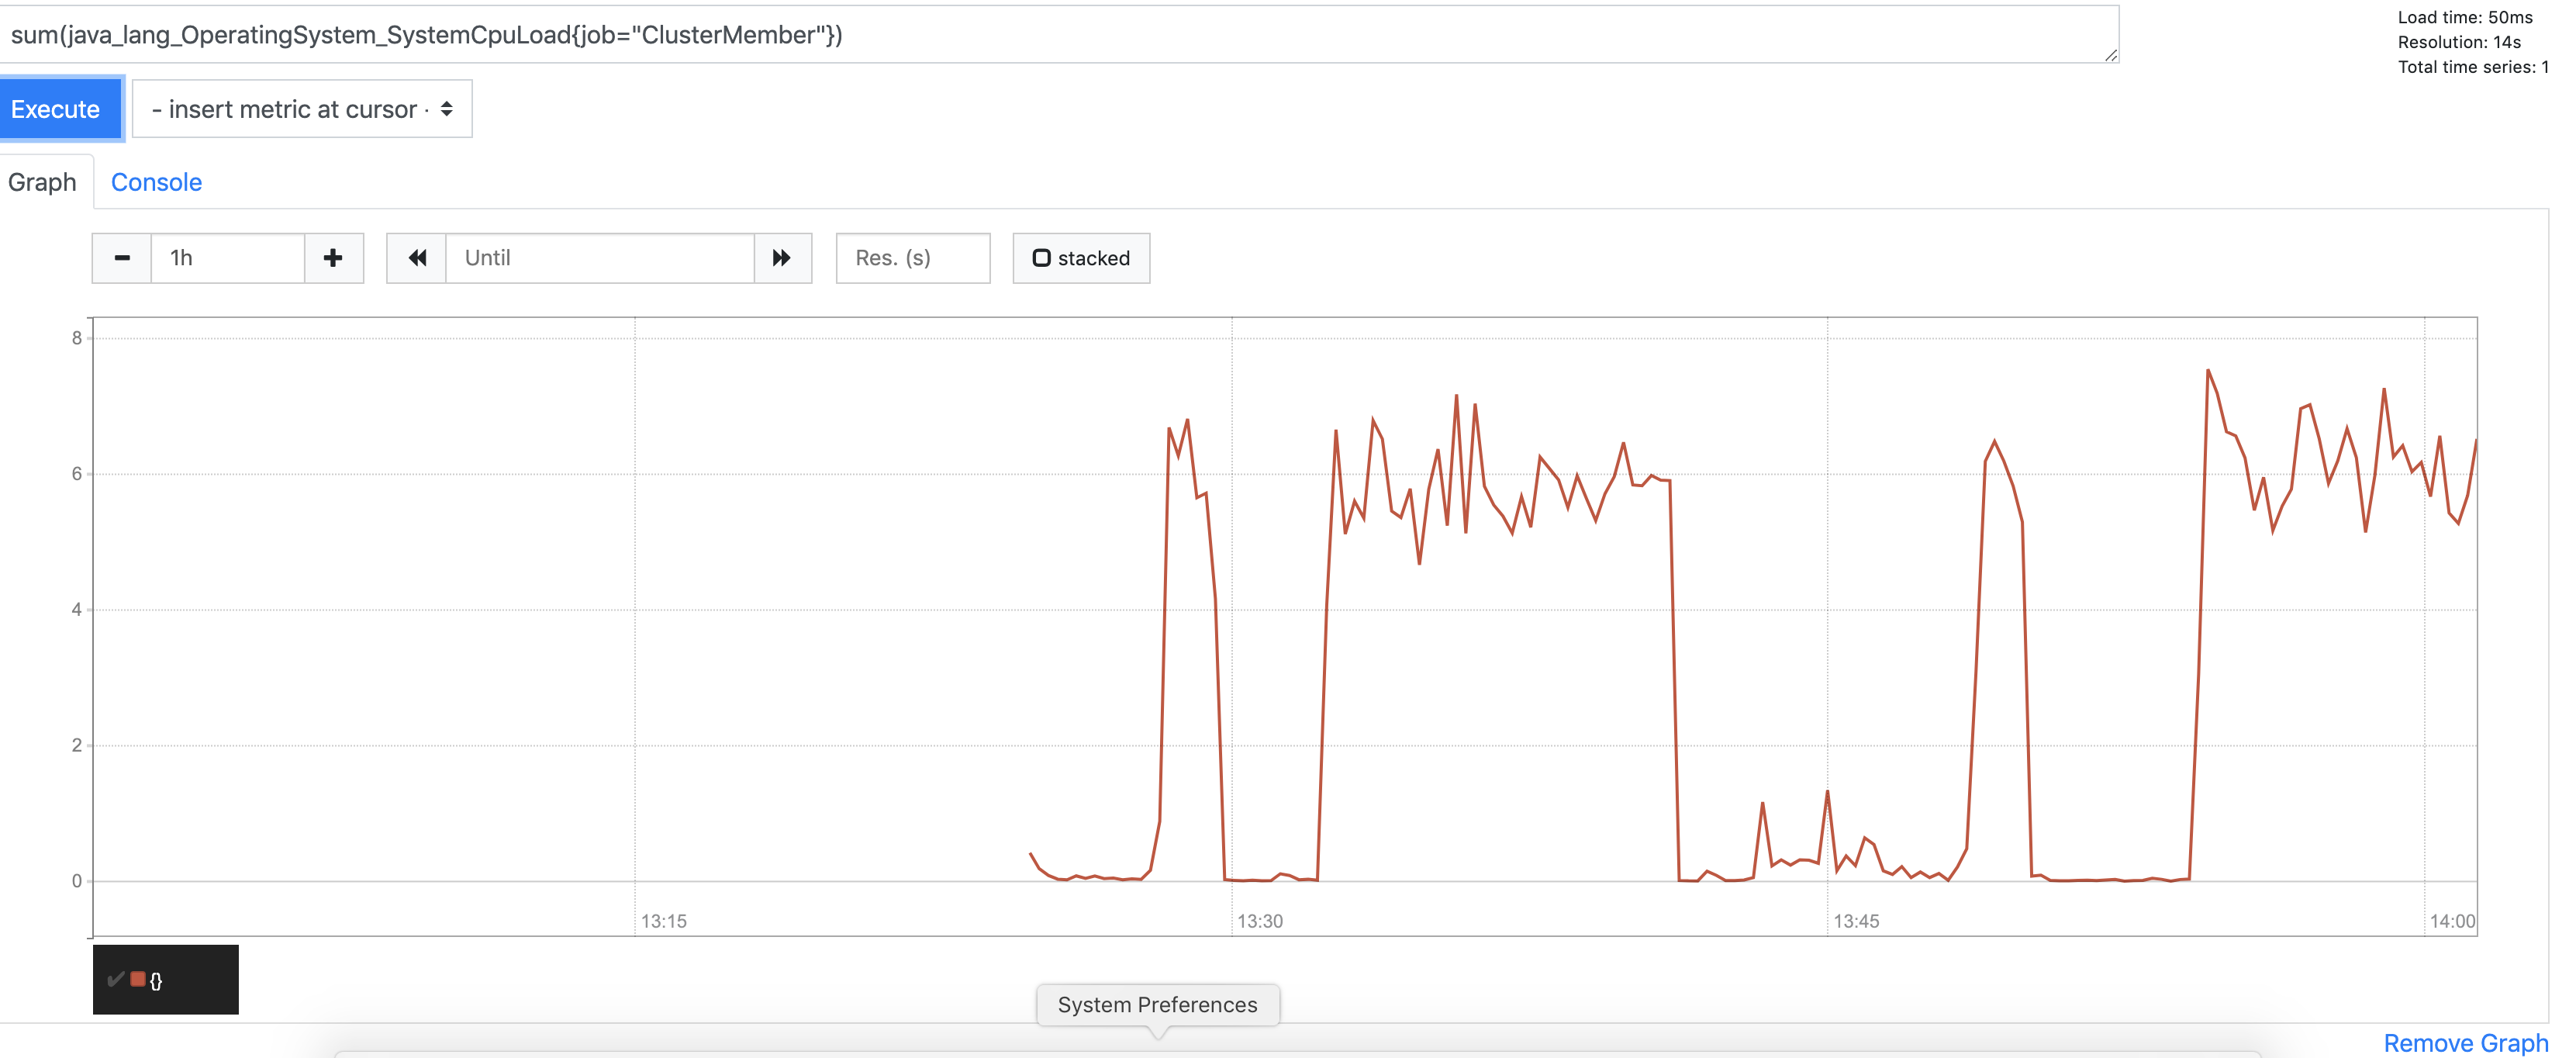 sum(java_lang_OperatingSystem_SystemCpuLoad{job="ClusterMember"})
Load time: 50ms
Resolution: 14s
Total time series: 1
Execute
- insert metric at cursor -
Graph
Console
1h
Until
Res. (s)
stacked
8
6
4
2
0
13:15
13:30
13:45
14:00
{}
System Preferences
Remove Graph